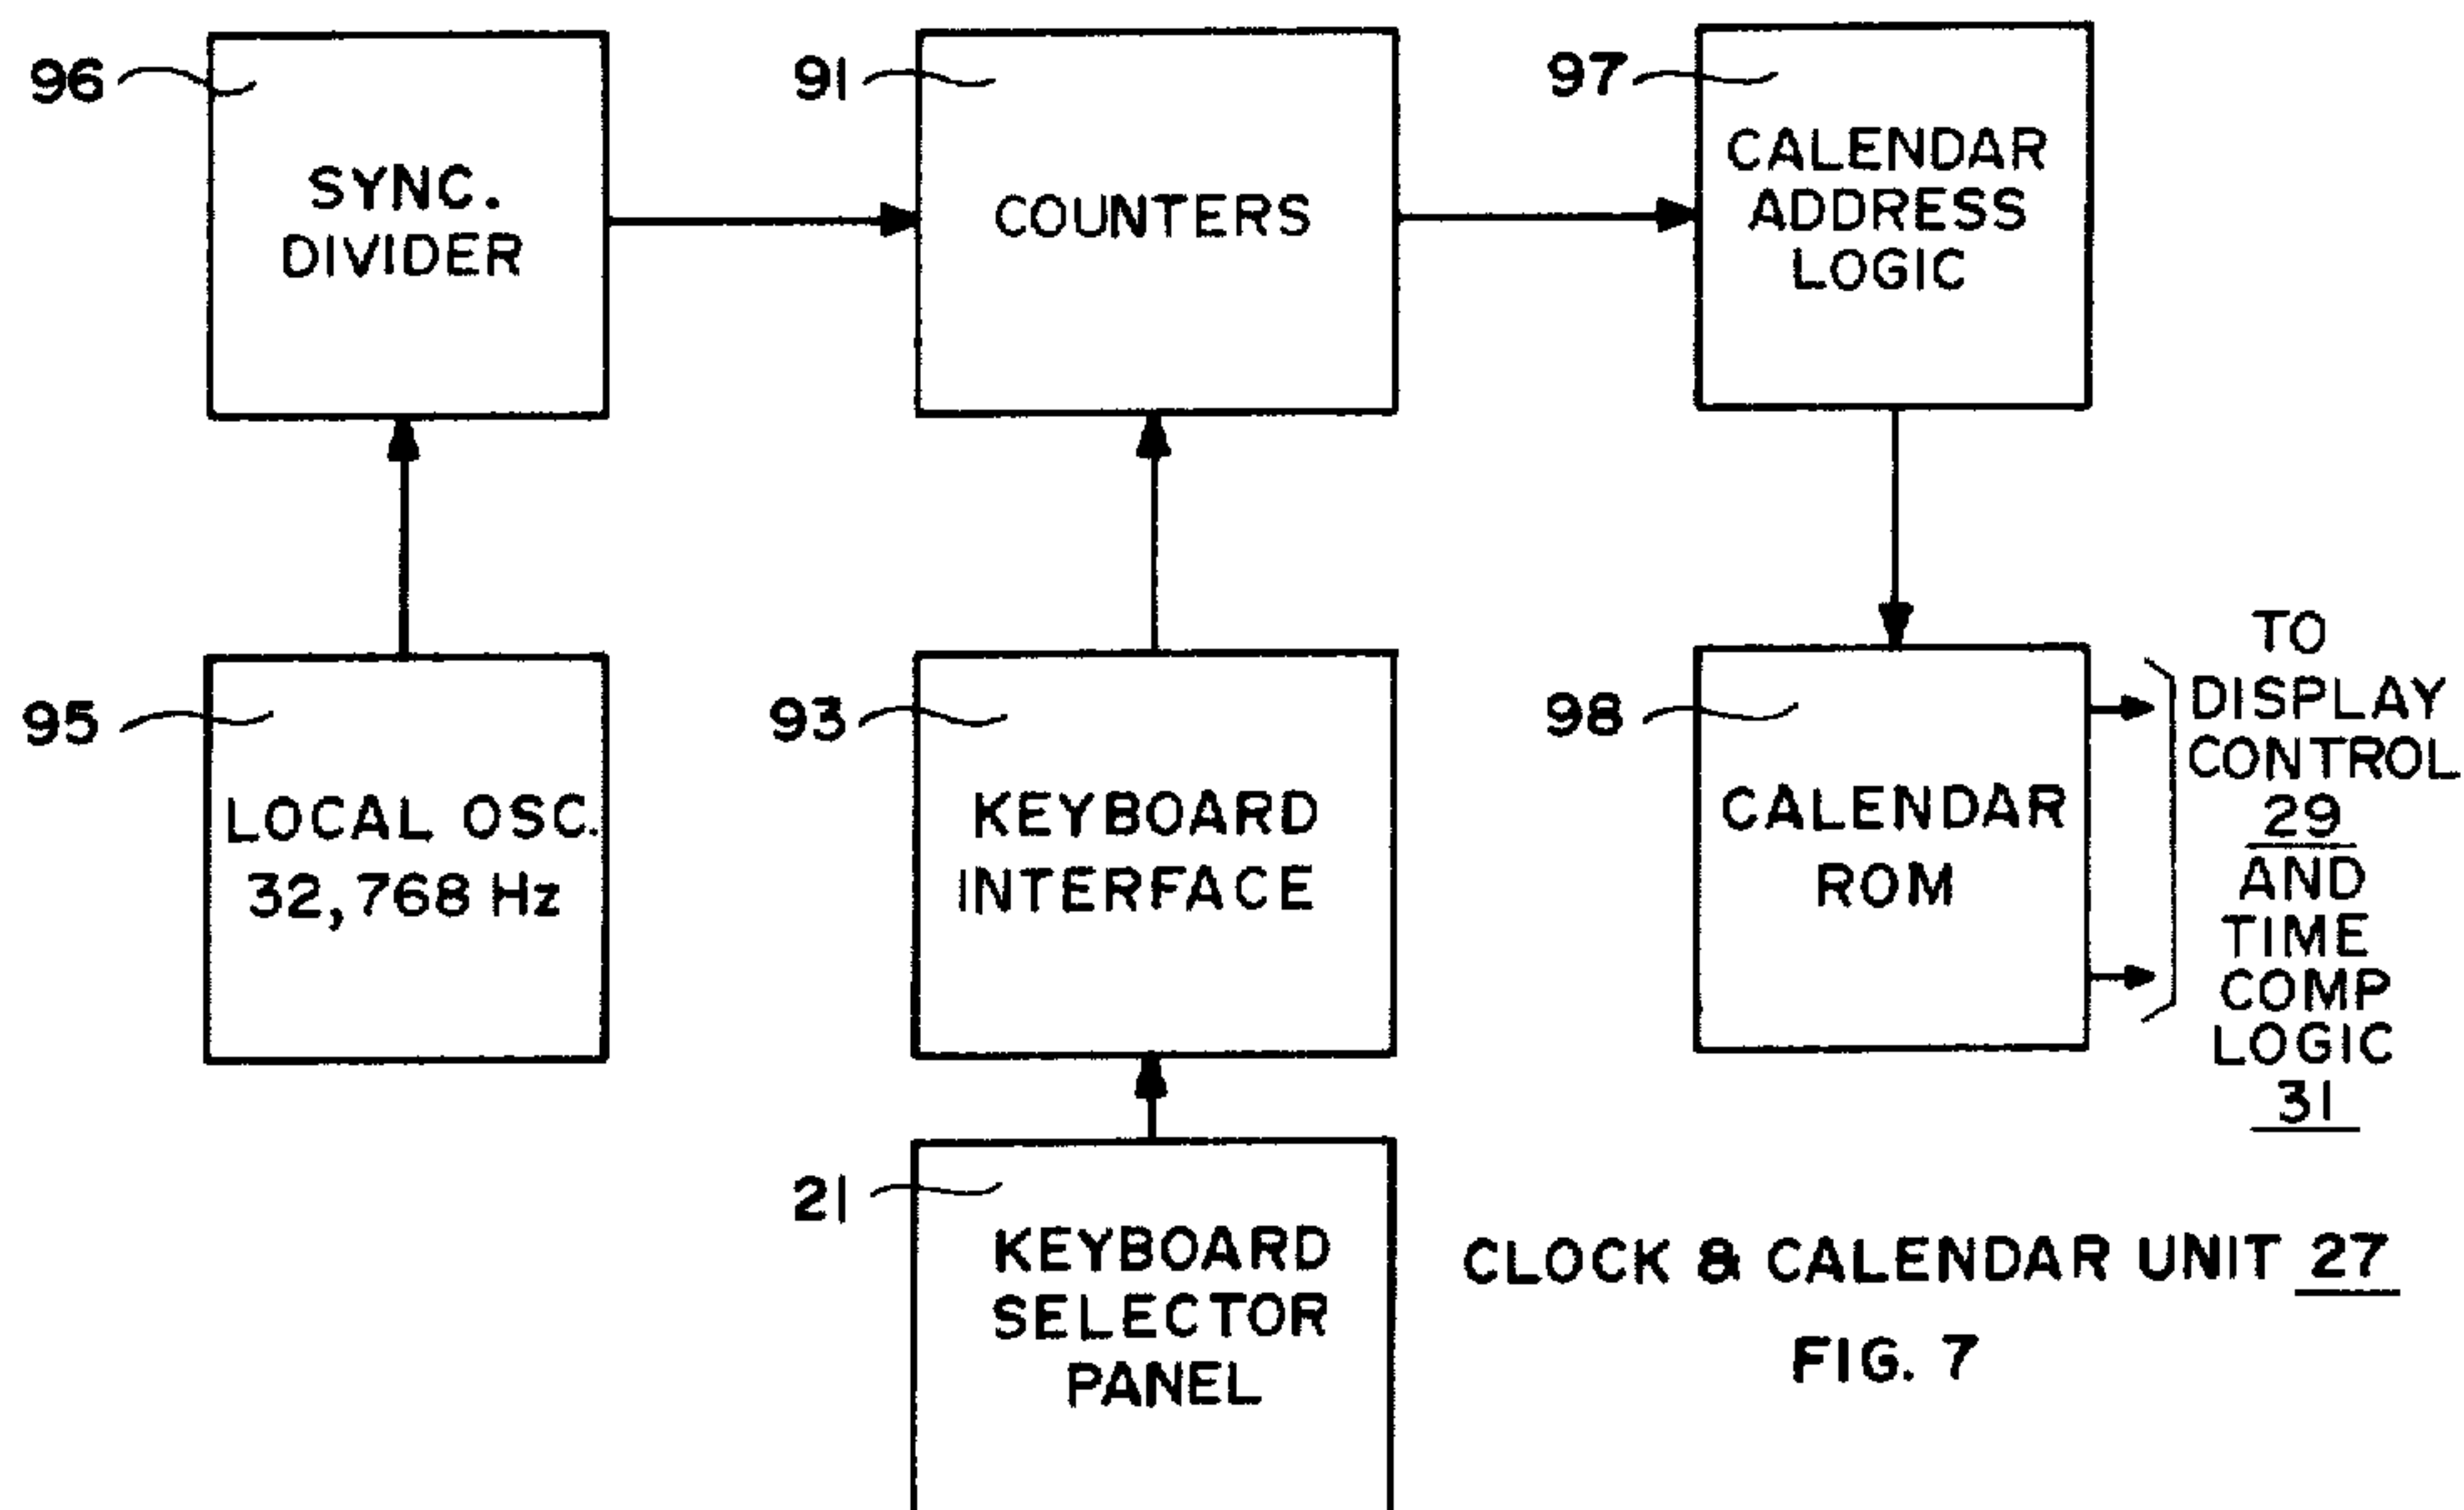 96
SYNC.
DIVIDER
91
COUNTERS
97
CALENDAR
ADDRESS
LOGIC
95
LOCAL OSC.
32,768 Hz
93
KEYBOARD
INTERFACE
98
CALENDAR
ROM
TO
DISPLAY
CONTROL
29
AND
TIME
COMP
LOGIC
31
21
KEYBOARD
SELECTOR
PANEL
CLOCK & CALENDAR UNIT 27
FIG. 7